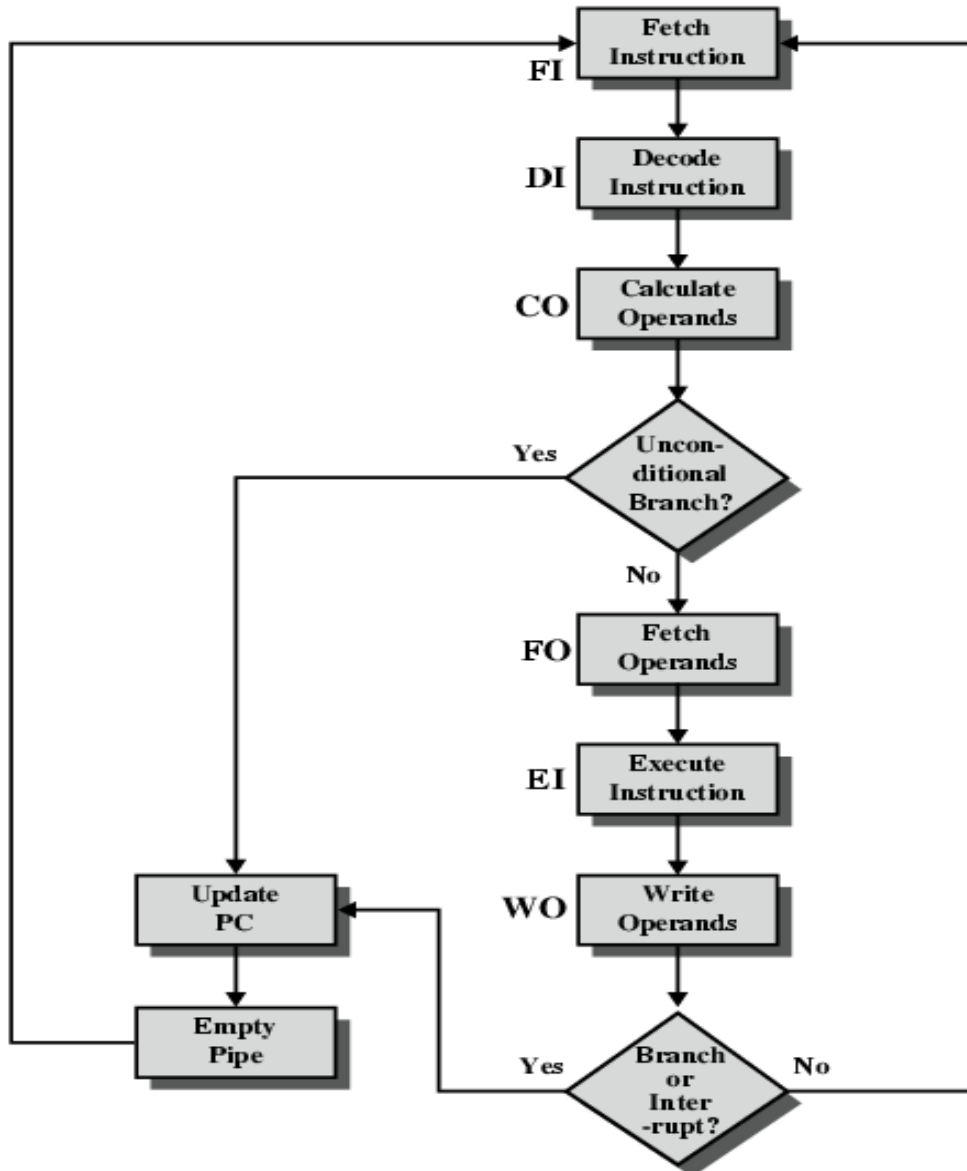 Fetch
Instruction
FI
Decode
Instruction
DI
Calculate
Operands
CO
Yes
Uncon-
ditional
Branch?
No
Fetch
Operands
FO
Execute
Instruction
EI
Update
PC
Write
Operands
WO
Empty
Pipe
Yes
Branch
or
Inter
-rupt?
No